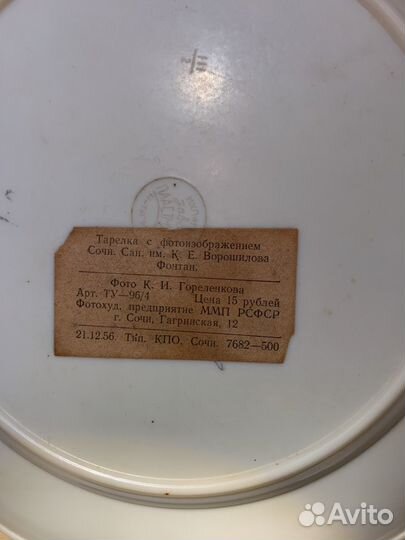 Тарелка с фотоизображением
Сочи. Сан. им. К. Е. Ворошилова
Фонтан.
Фото К. И. Гореленкова
Арт. ТУ—96/4 Цена 15 рублей
Фотохуд. предприятие ММП РСФСР
г. Сочи, Гагринская, 12
21.12.56. Тип. КПО, Сочи. 7682—500
Avito